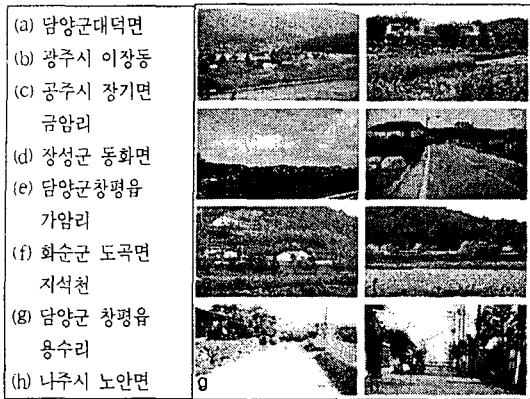 (a) 담양군대덕면
(b) 광주시 이장동
(c) 공주시 장기면
금암리
(d) 장성군 동화면
(e) 담양군창평읍
가암리
(f) 화순군 도곡면
지석천
(g) 담양군 창평읍
용수리
(h) 나주시 노안면
g